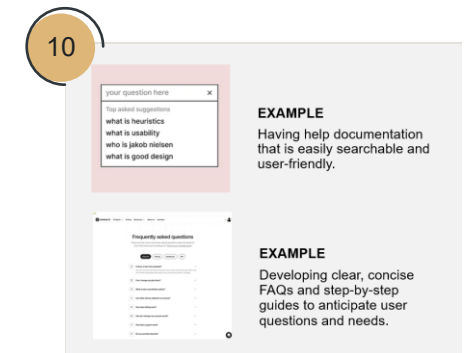 10
your question here ×
Top asked suggestions
what is heuristics
what is usability
who is jakob nielsen
what is good design
EXAMPLE
Having help documentation
that is easily searchable and
user-friendly.
Frequently asked questions
EXAMPLE
Developing clear, concise
FAQs and step-by-step
guides to anticipate user
questions and needs.